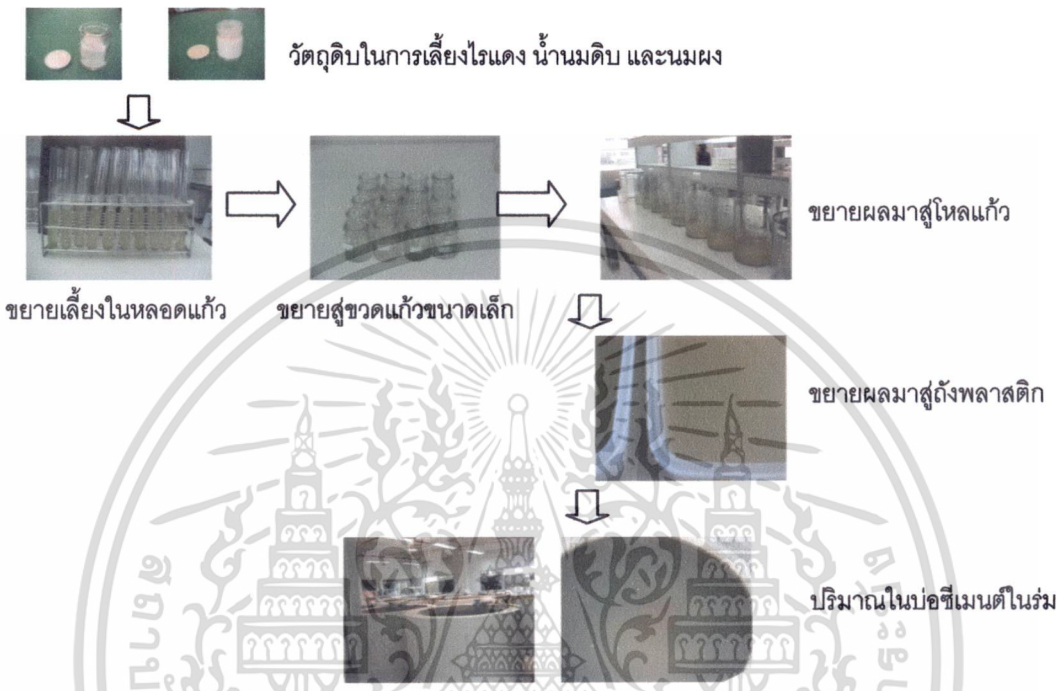 วัตถุดิบในการเลี้ยงไรแดง น้ำนมดิบ และนมผง
ขยายเลี้ยงในหลอดแก้ว
ขยายสู่ขวดแก้วขนาดเล็ก
ขยายผลมาสู่โหลแก้ว
ขยายผลมาสู่ถังพลาสติก
ปริมาณในบ่อซีเมนต์ในร่ม